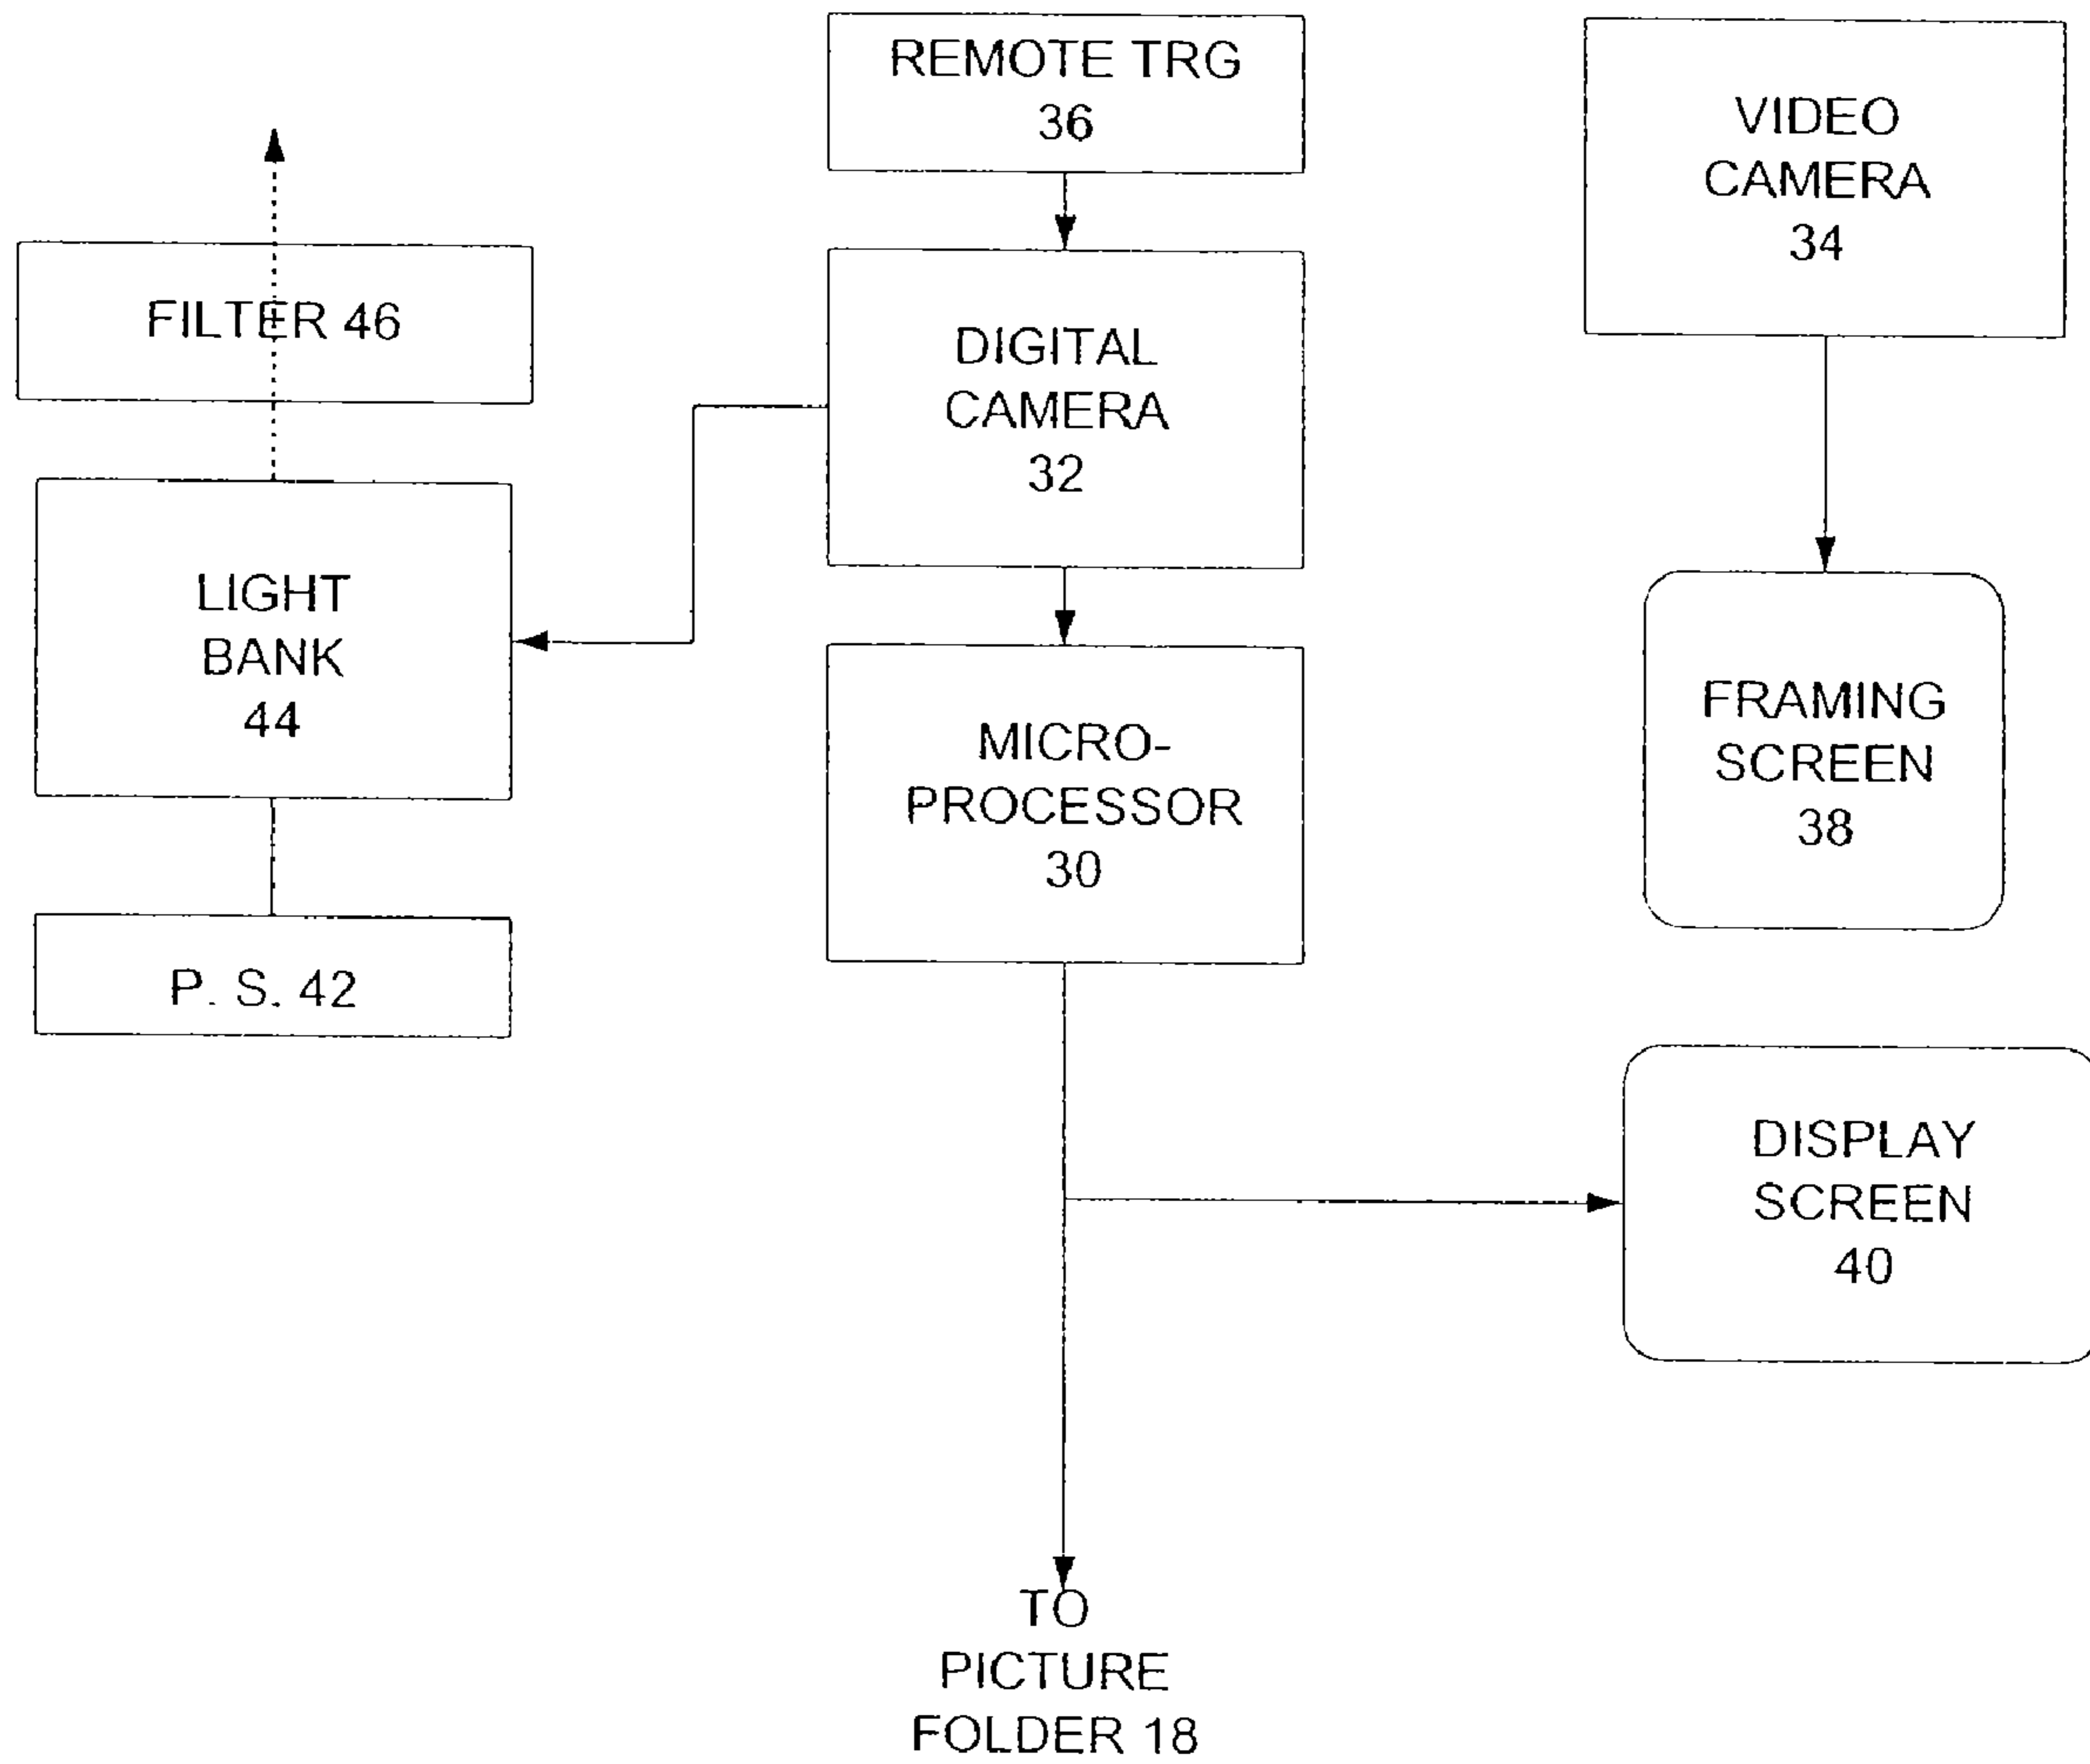 REMOTE TRG
36
VIDEO
CAMERA
34
FILTER 46
DIGITAL
CAMERA
32
LIGHT
BANK
44
MICRO-
PROCESSOR
30
FRAMING
SCREEN
38
P. S. 42
DISPLAY
SCREEN
40
TO
PICTURE
FOLDER 18